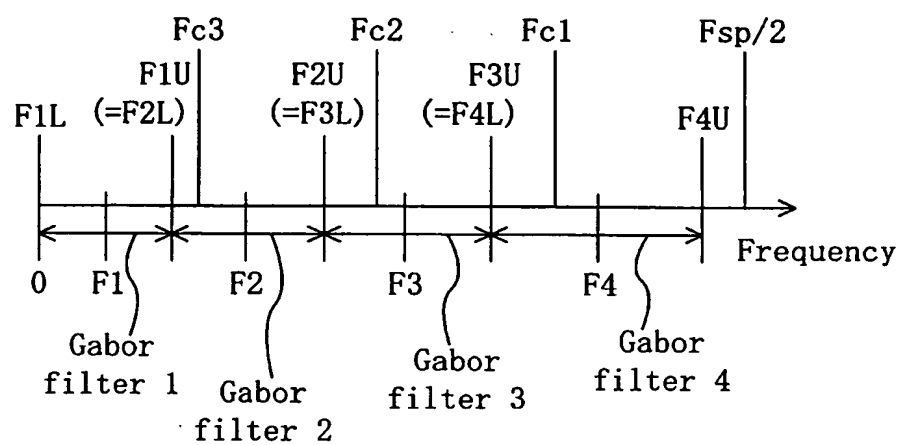 Fc3 Fc2 Fc1 Fsp/2
F1U F2U F3U
F1L (=F2L) (=F3L) (=F4L) F4U
Frequency
0 F1 F2 F3 F4
Gabor
filter 1
Gabor
filter 2
Gabor
filter 3
Gabor
filter 4